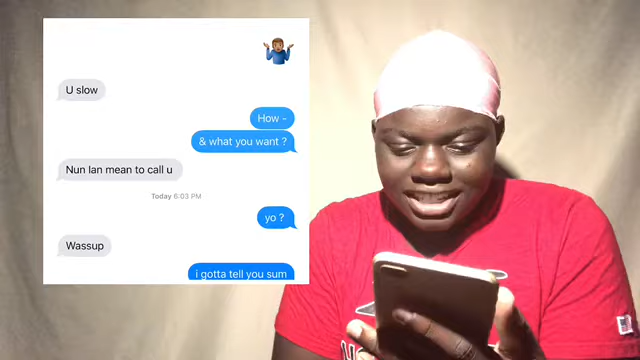 U slow
How -
& what you want ?
Nun Ian mean to call u
Today 6:03 PM
yo ?
Wassup
i gotta tell you sum